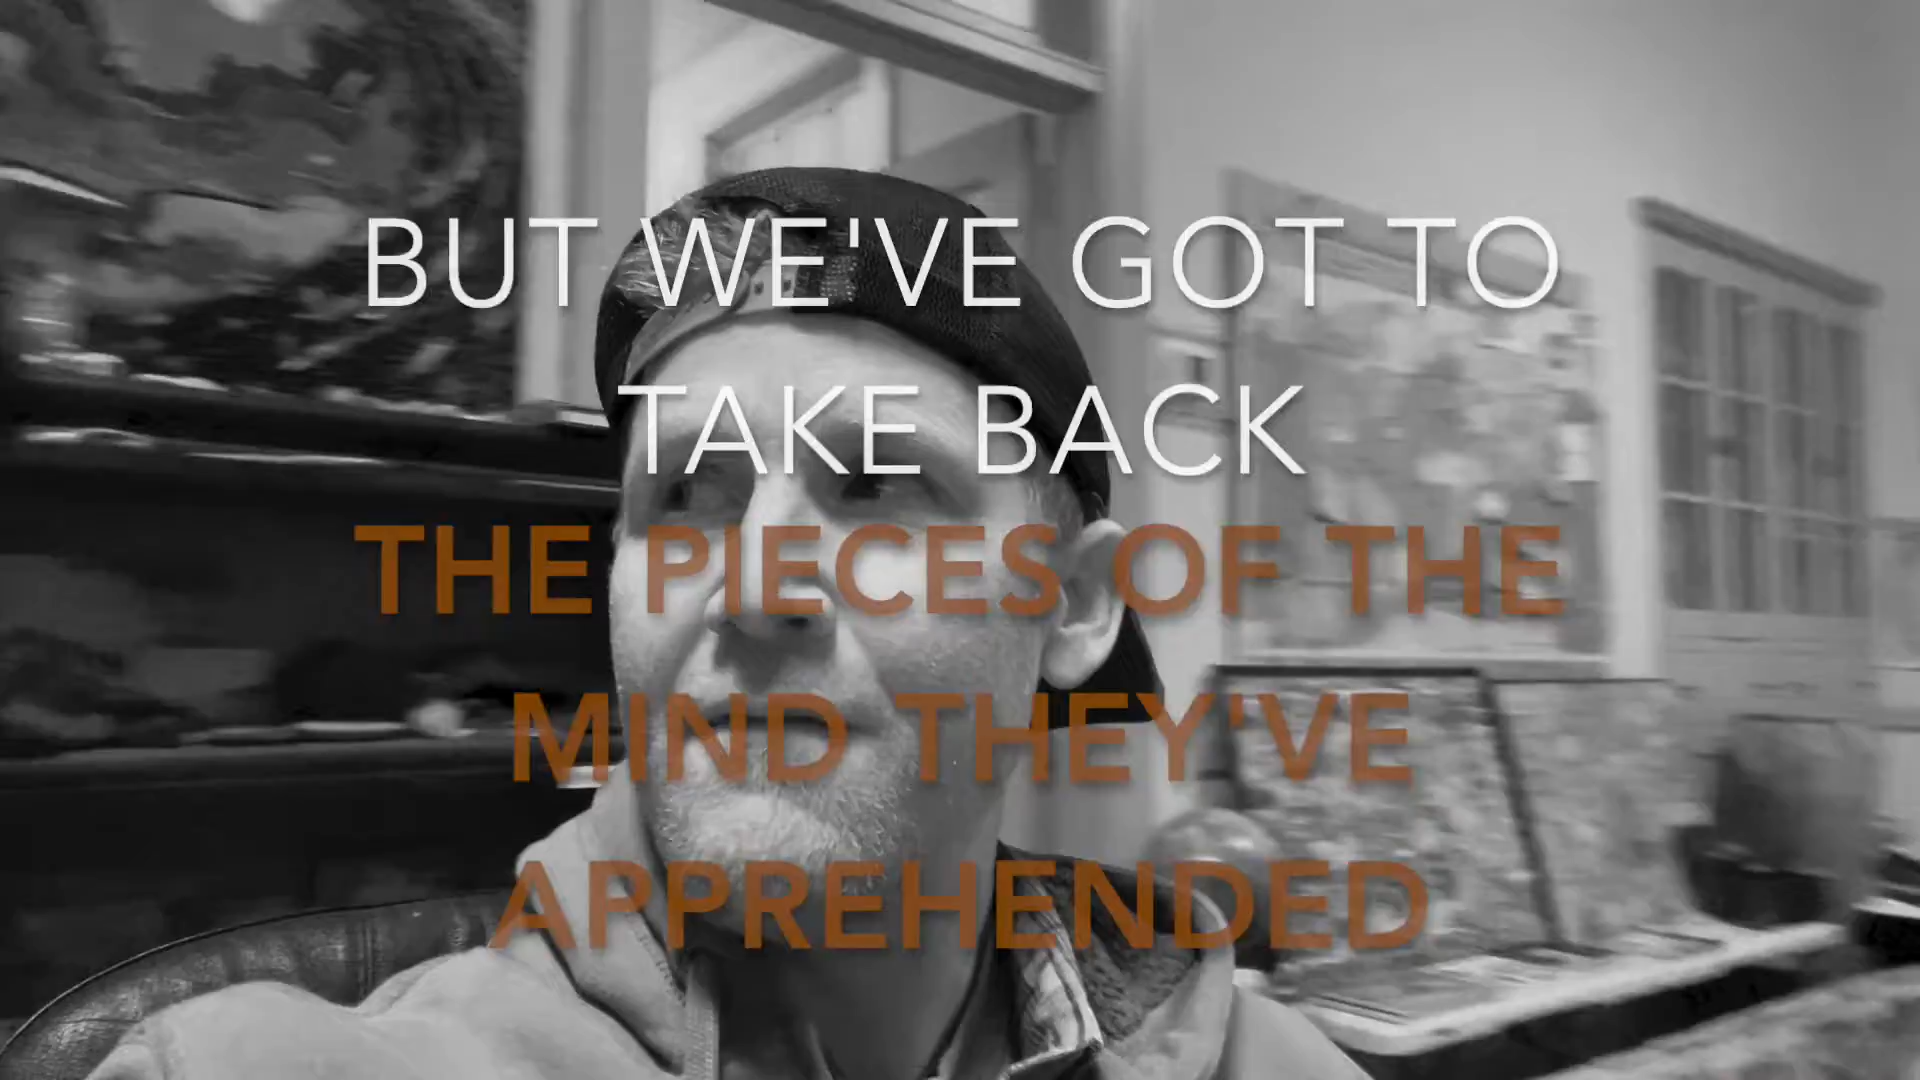 BUT WE'VE GOT TO
TAKE BACK
THE PIECES OF THE
MIND THEY'VE
APPREHENDED